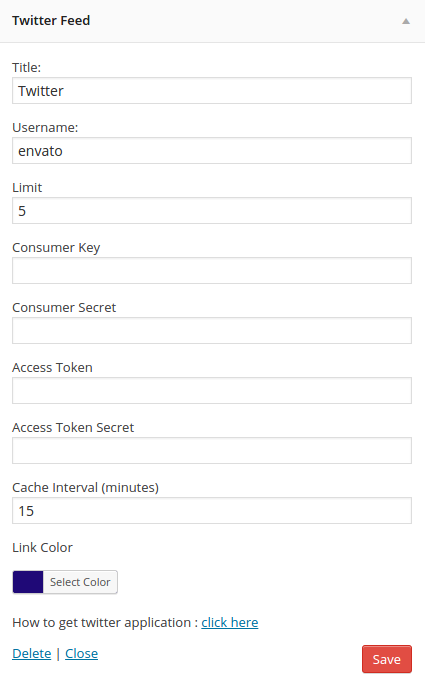 Twitter Feed
Title:
Twitter
Username:
envato
Limit
5
Consumer Key
Consumer Secret
Access Token
Access Token Secret
Cache Interval (minutes)
15
Link Color
Select Color
How to get twitter application : click here
Delete | Close
Save